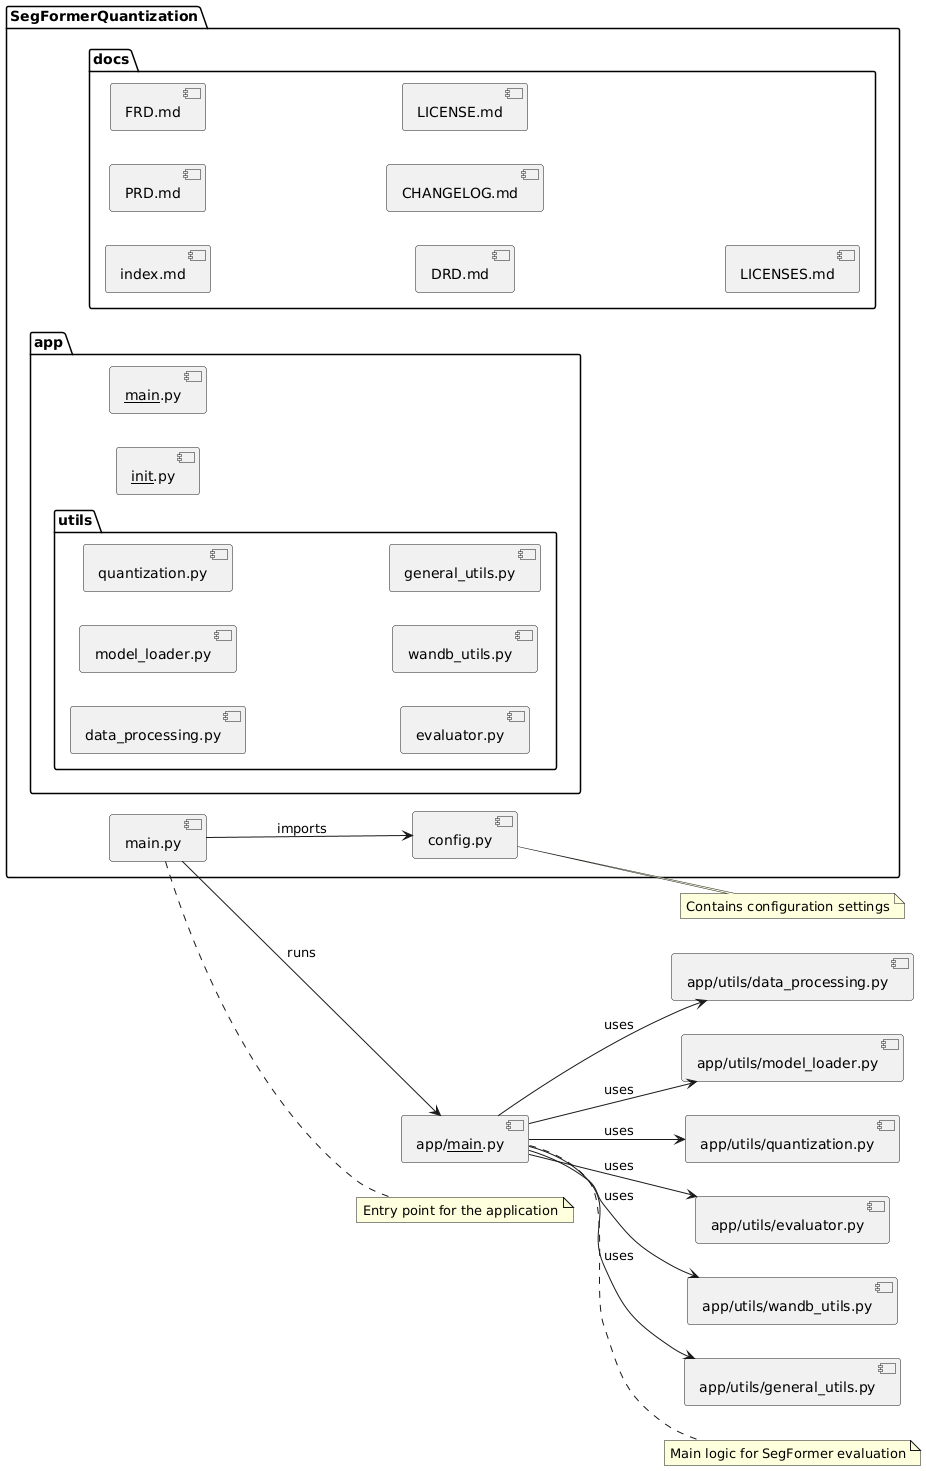 SegFormerQuantization
docs
FRD.md
LICENSE.md
PRD.md
CHANGELOG.md
index.md
DRD.md
LICENSES.md
app
main.py
init.py
utils
quantization.py
general_utils.py
model_loader.py
wandb_utils.py
data_processing.py
evaluator.py
main.py
imports
config.py
Contains configuration settings
runs
app/utils/data_processing.py
uses
app/utils/model_loader.py
uses
app/main.py
uses
app/utils/quantization.py
uses
app/utils/evaluator.py
uses
Entry point for the application
uses
app/utils/wandb_utils.py
app/utils/general_utils.py
Main logic for SegFormer evaluation